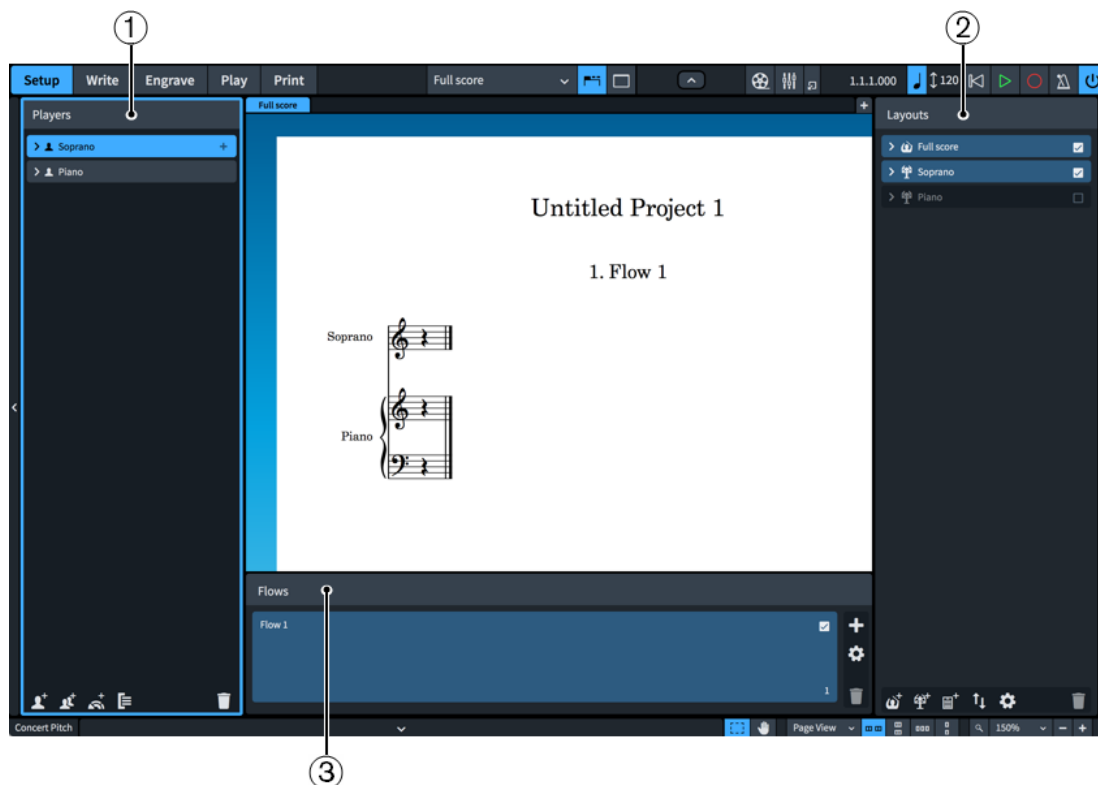 ① ②
Setup Write Engrave Play Print Full score 1.1.1.000 120
Players Full score Layouts
Soprano Full score
Piano Soprano
Piano
Untitled Project 1
1. Flow 1
Soprano
Piano
Flows
Flow 1
1
Concert Pitch Page View 150%
③